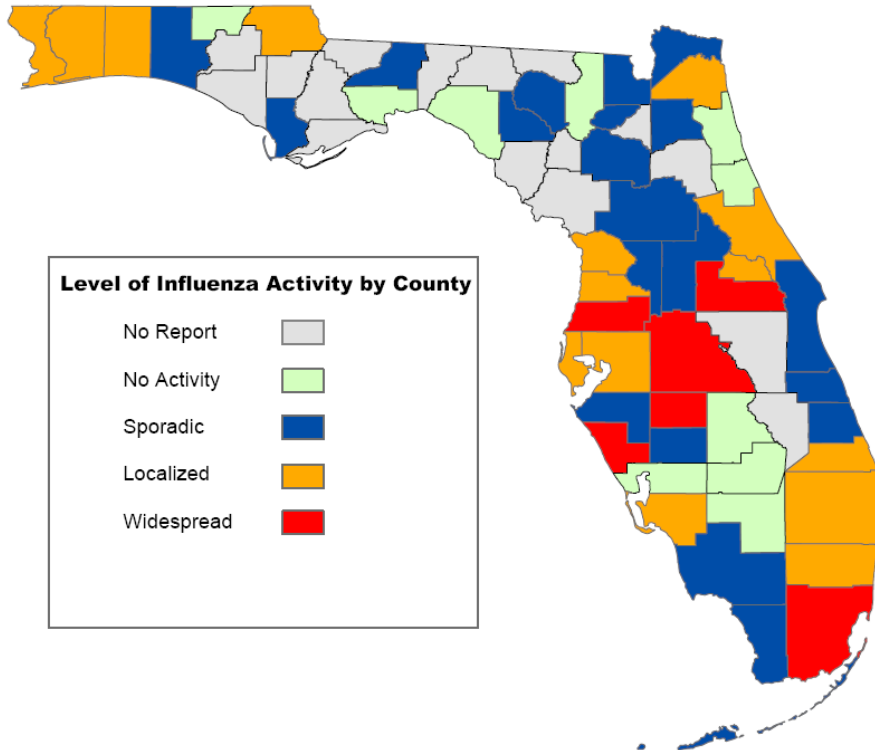 Level of Influenza Activity by County
No Report
No Activity
Sporadic
Localized
Widespread